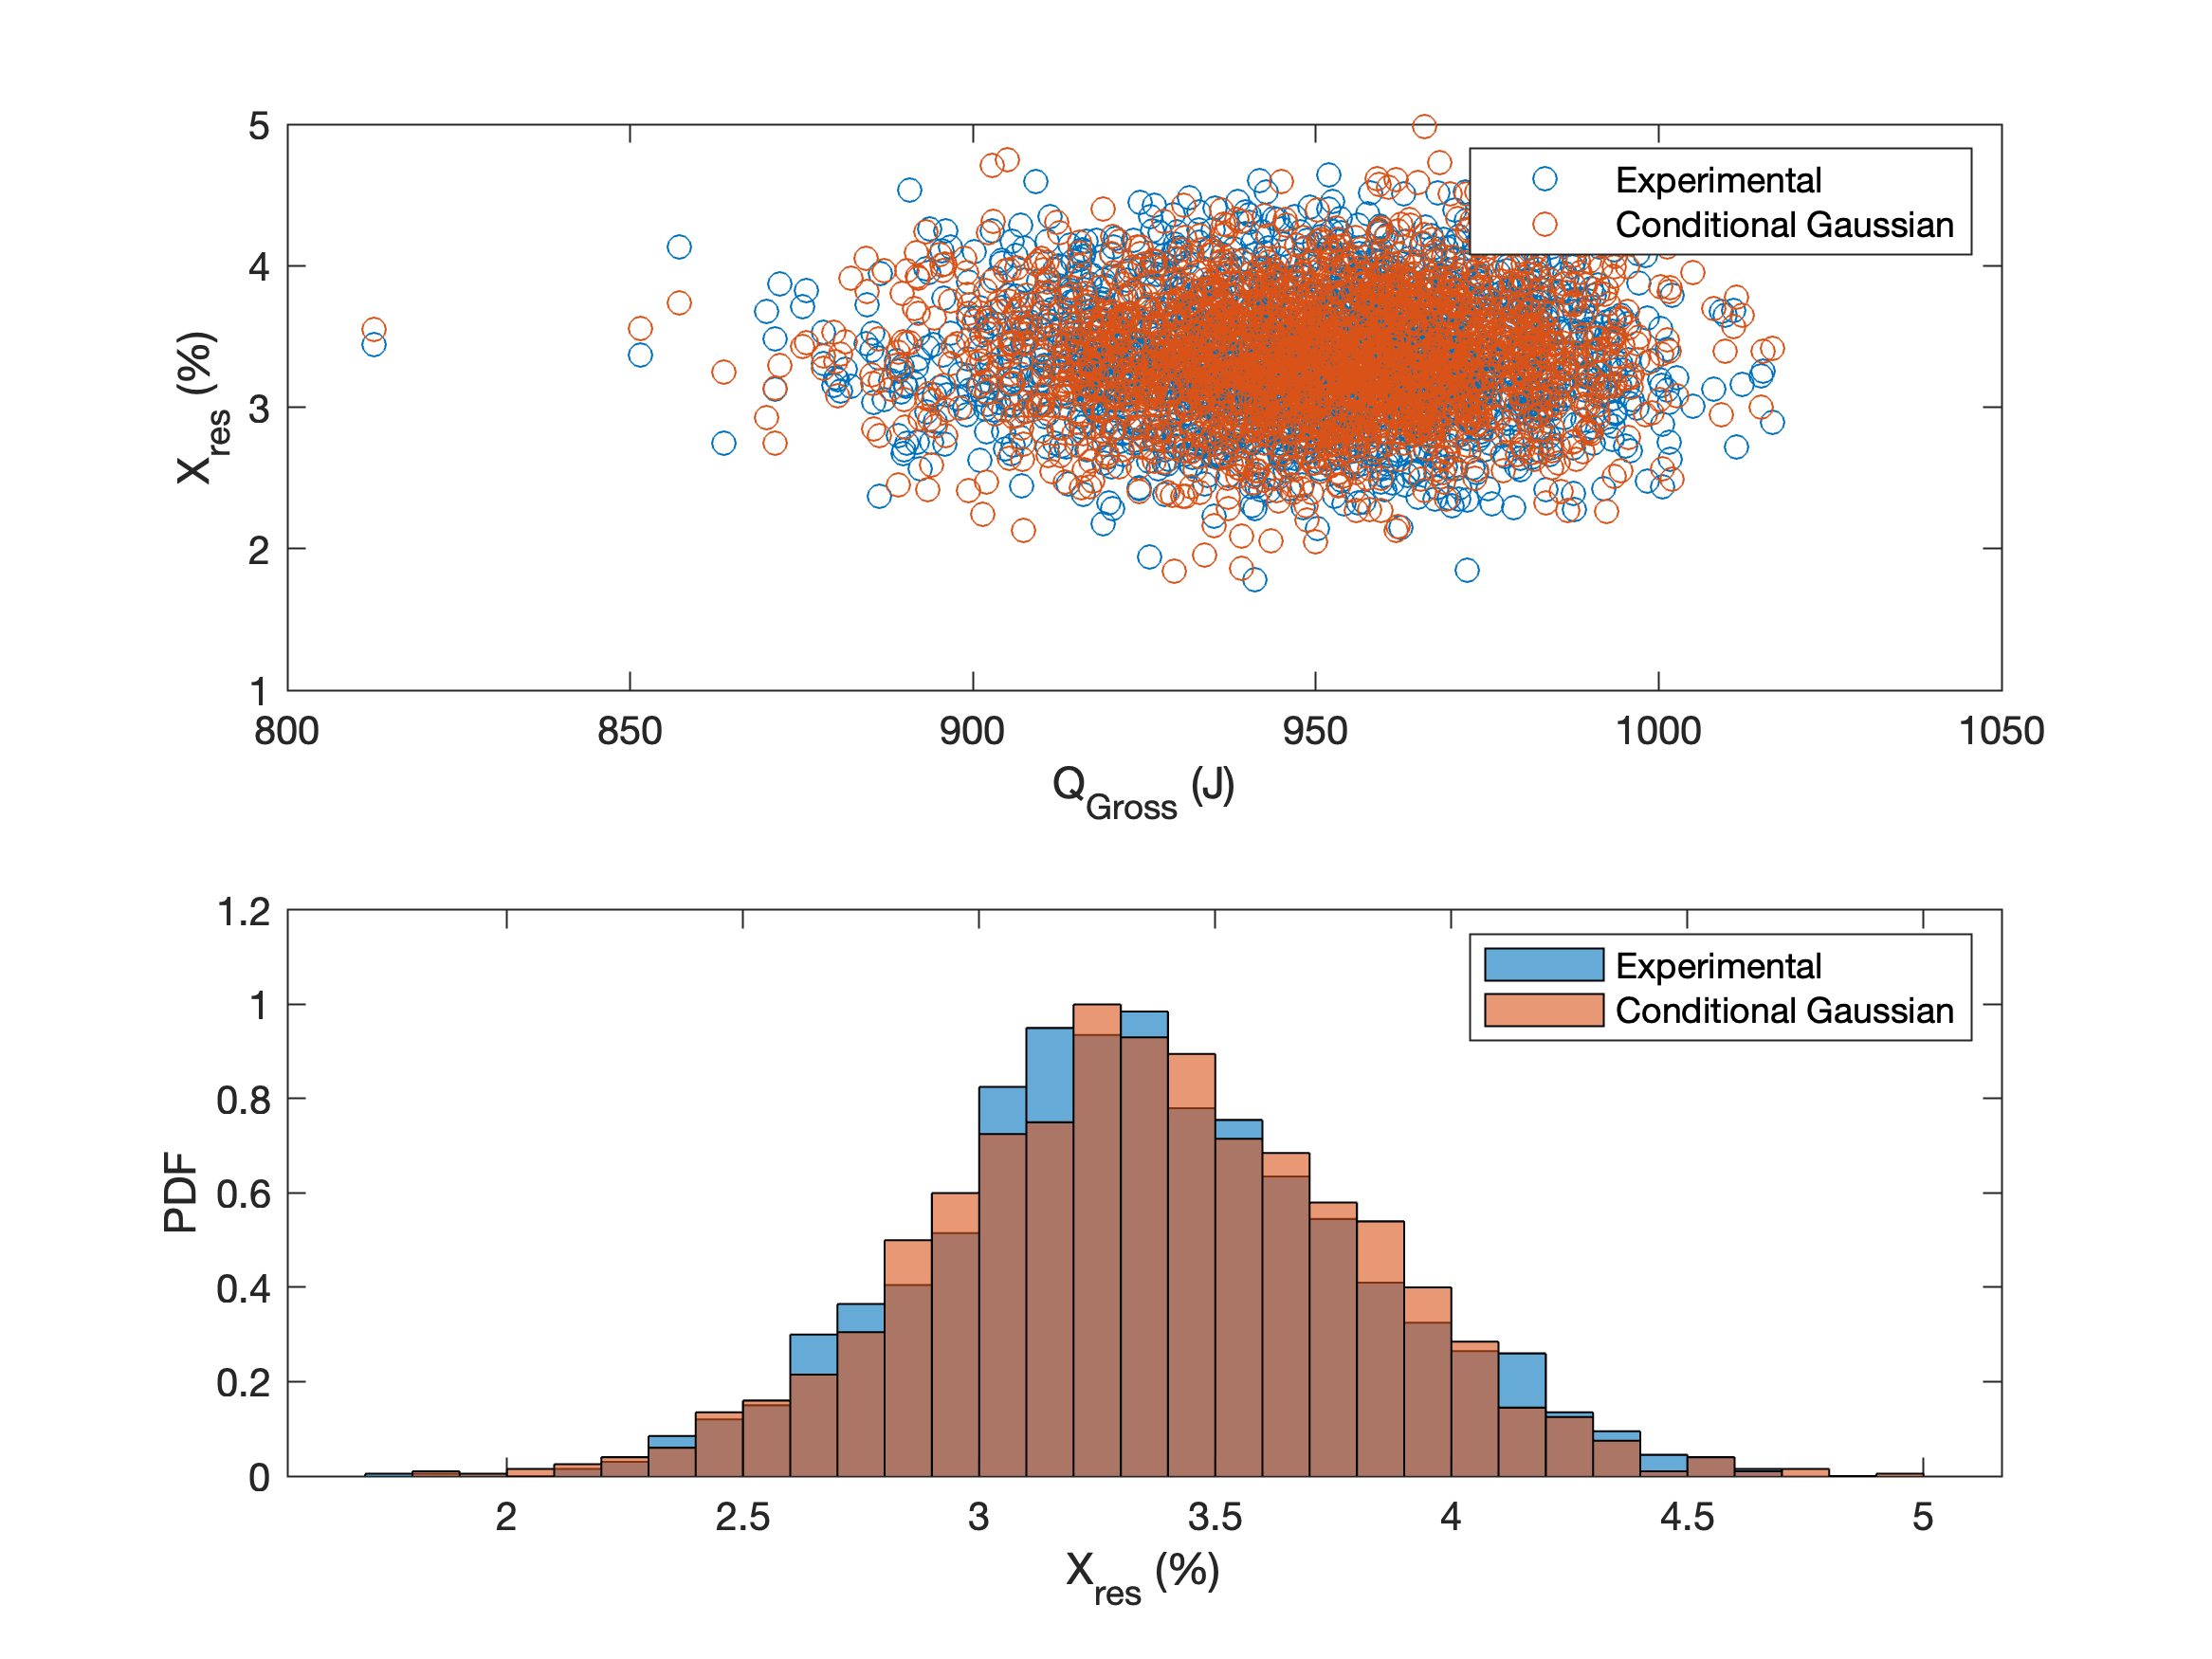 5
4
3
2
1
X_res (%)
800 850 900 950 1000 1050
Q_Gross (J)
Experimental
Conditional Gaussian
1.2
1
0.8
0.6
0.4
0.2
0
PDF
2 2.5 3 3.5 4 4.5 5
X_res (%)
Experimental
Conditional Gaussian